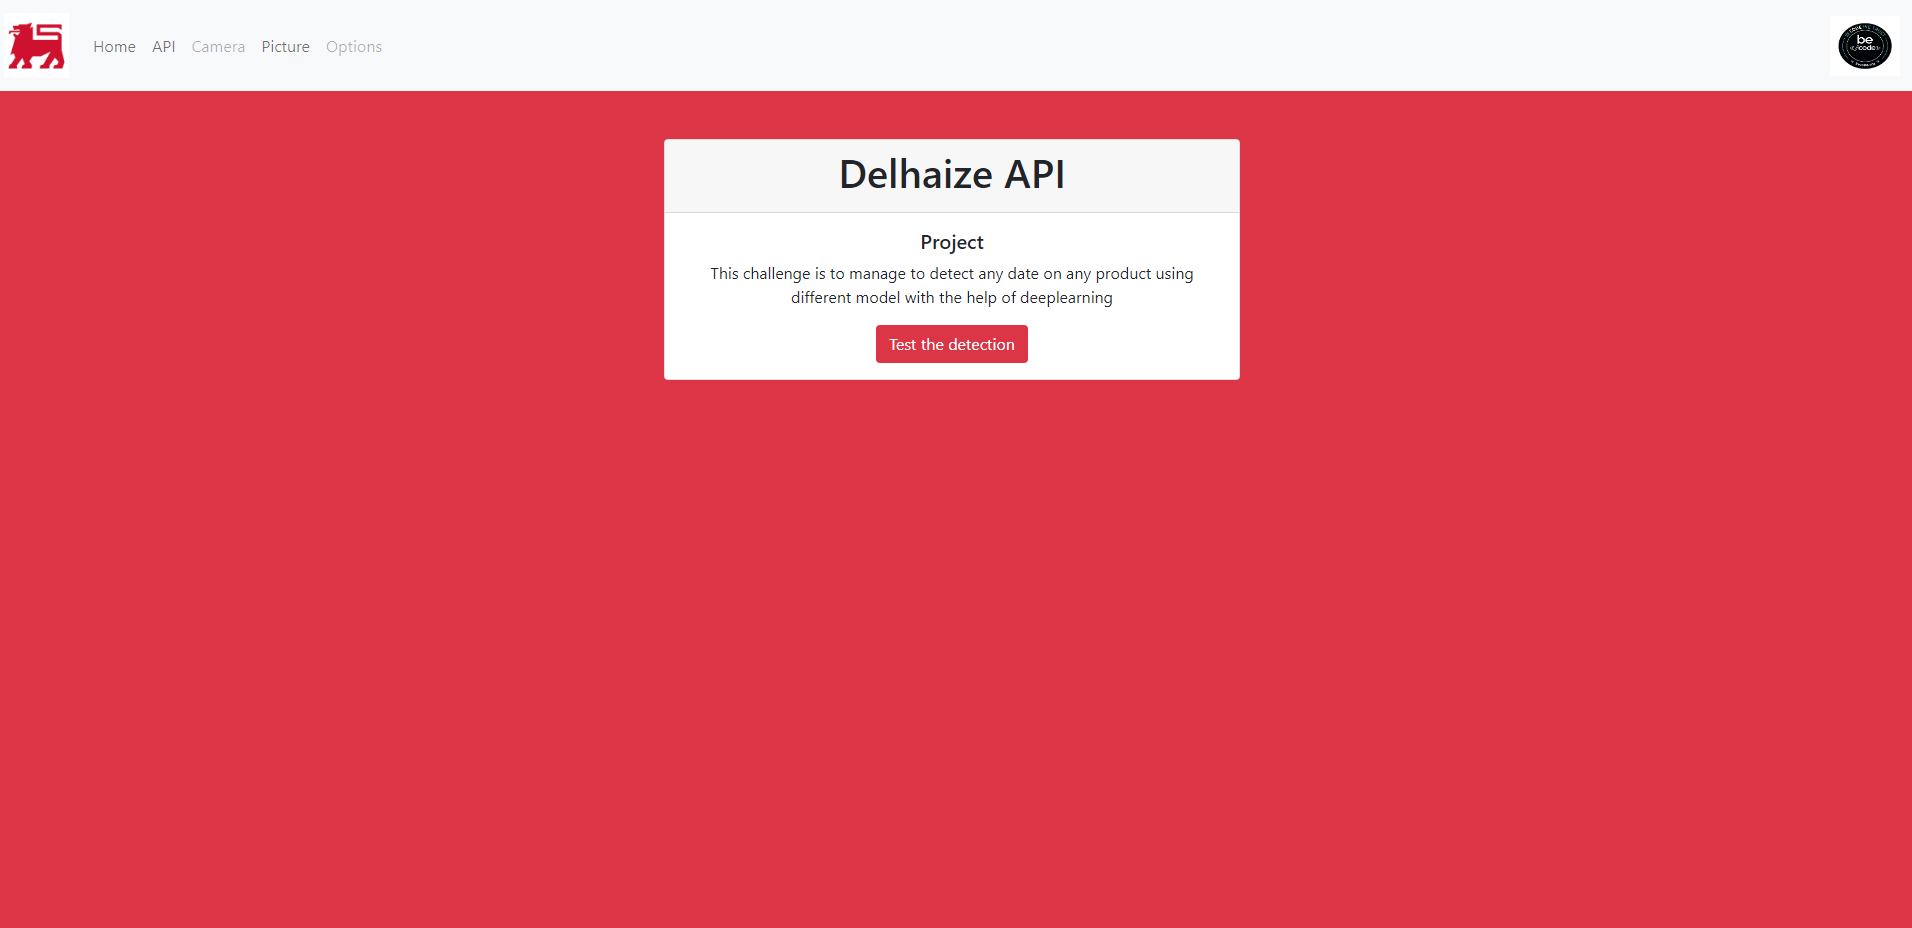 Home API Camera Picture Options
be
code
Delhaize API
Project
This challenge is to manage to detect any date on any product using
different model with the help of deeplearning
Test the detection